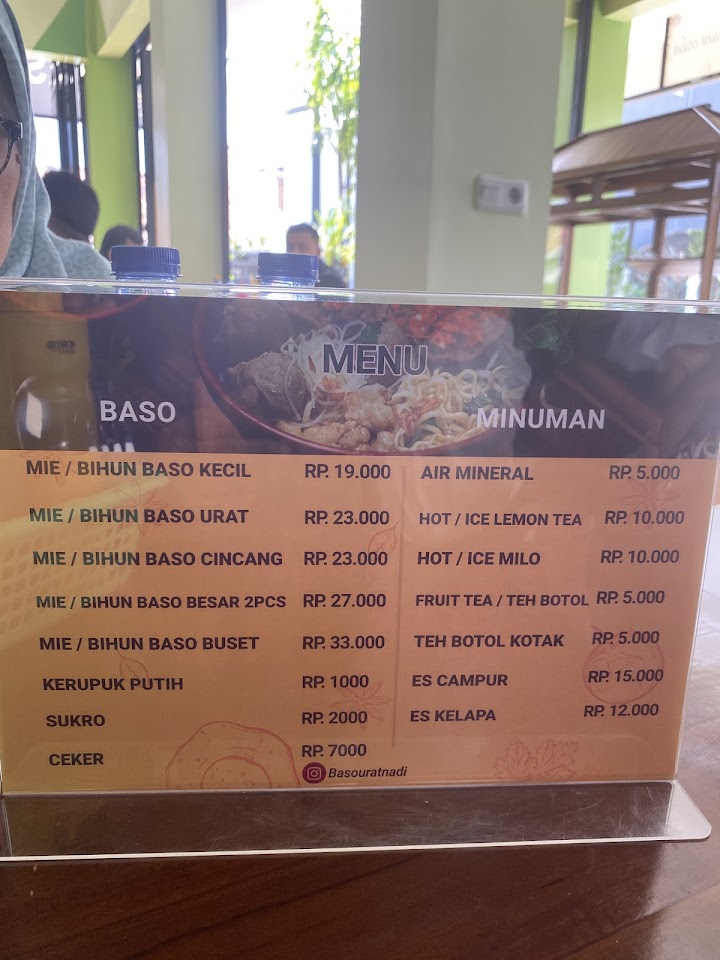 MENU
BASO
MIE / BIHUN BASO KECIL RP. 19.000
MIE / BIHUN BASO URAT RP. 23.000
MIE / BIHUN BASO CINCANG RP. 23.000
MIE / BIHUN BASO BESAR 2PCS RP. 27.000
MIE / BIHUN BASO BUSET RP. 33.000
KERUPUK PUTIH RP. 1000
SUKRO RP. 2000
CEKER RP. 7000
MINUMAN
AIR MINERAL RP. 5.000
HOT / ICE LEMON TEA RP. 10.000
HOT / ICE MILO RP. 10.000
FRUIT TEA / TEH BOTOL RP. 5.000
TEH BOTOL KOTAK RP. 5.000
ES CAMPUR RP. 15.000
ES KELAPA RP. 12.000
Basouratnadi